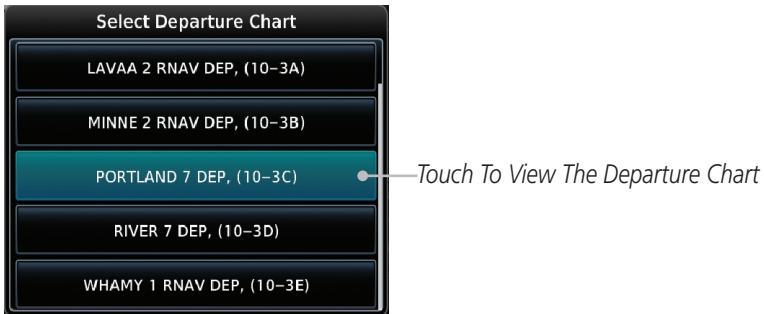 Select Departure Chart
LAVAA 2 RNAV DEP, (10–3A)
MINNE 2 RNAV DEP, (10–3B)
PORTLAND 7 DEP, (10–3C)
Touch To View The Departure Chart
RIVER 7 DEP, (10–3D)
WHAMY 1 RNAV DEP, (10–3E)